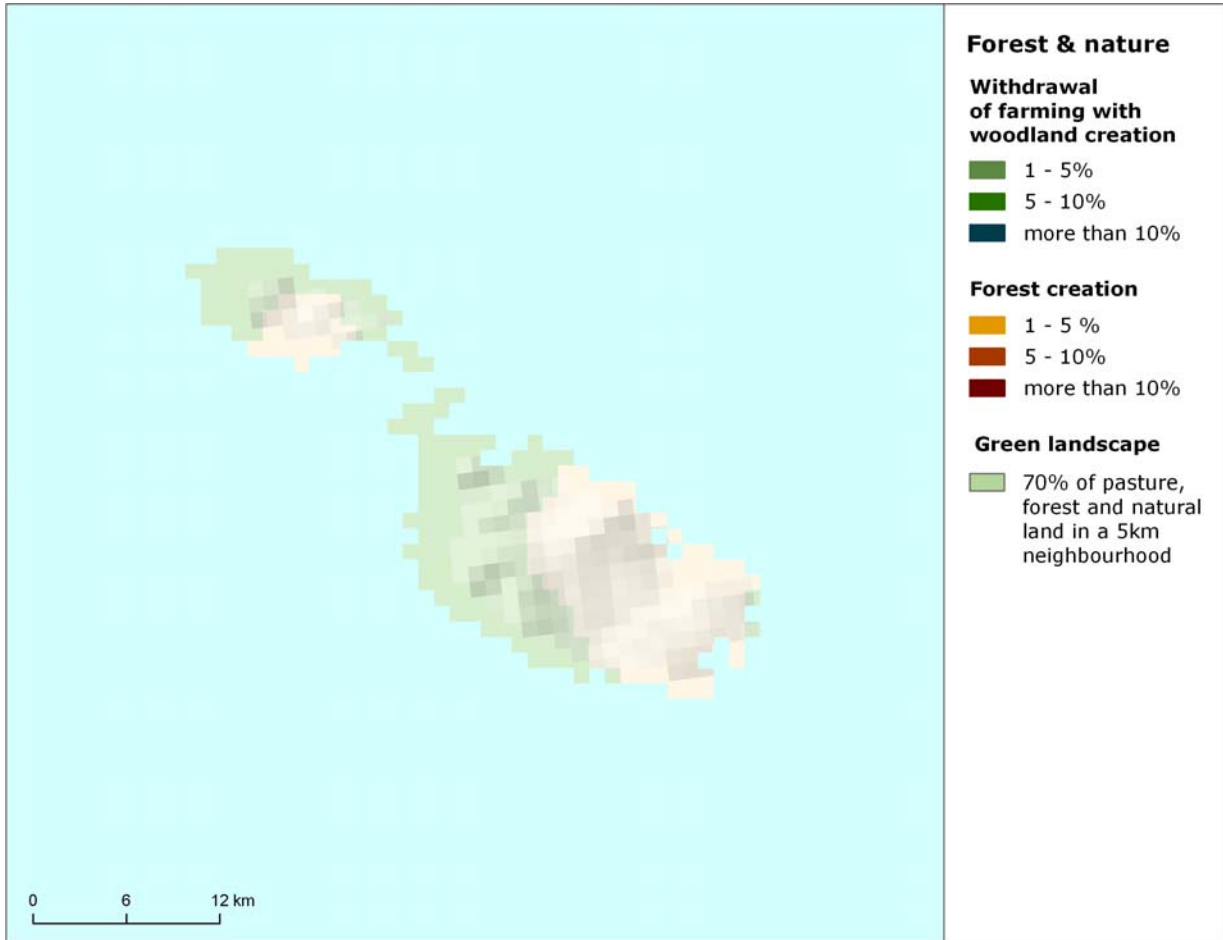 Forest & nature
Withdrawal
of farming with
woodland creation
1 - 5%
5 - 10%
more than 10%
Forest creation
1 - 5 %
5 - 10%
more than 10%
Green landscape
70% of pasture,
forest and natural
land in a 5km
neighbourhood
0 6 12 km